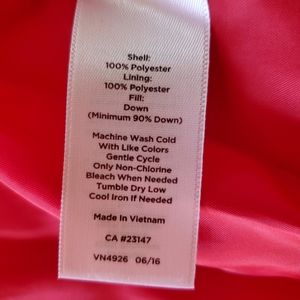 Shell:
100% Polyester
Lining:
100% Polyester
Fill:
Down
(Minimum 90% Down)
Machine Wash Cold
With Like Colors
Gentle Cycle
Only Non-Chlorine
Bleach When Needed
Tumble Dry Low
Cool Iron If Needed
Made In Vietnam
CA #23147
VN4926 06/16